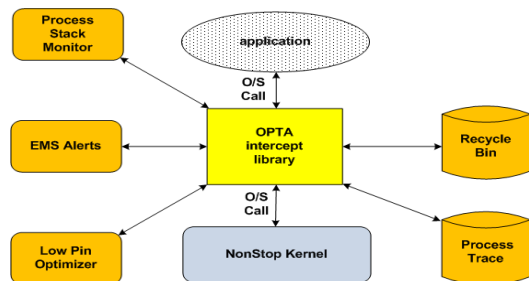 Process
Stack
Monitor
application
O/S
Call
EMS Alerts
OPTA
intercept
library
Recycle
Bin
O/S
Call
Low Pin
Optimizer
NonStop Kernel
Process
Trace